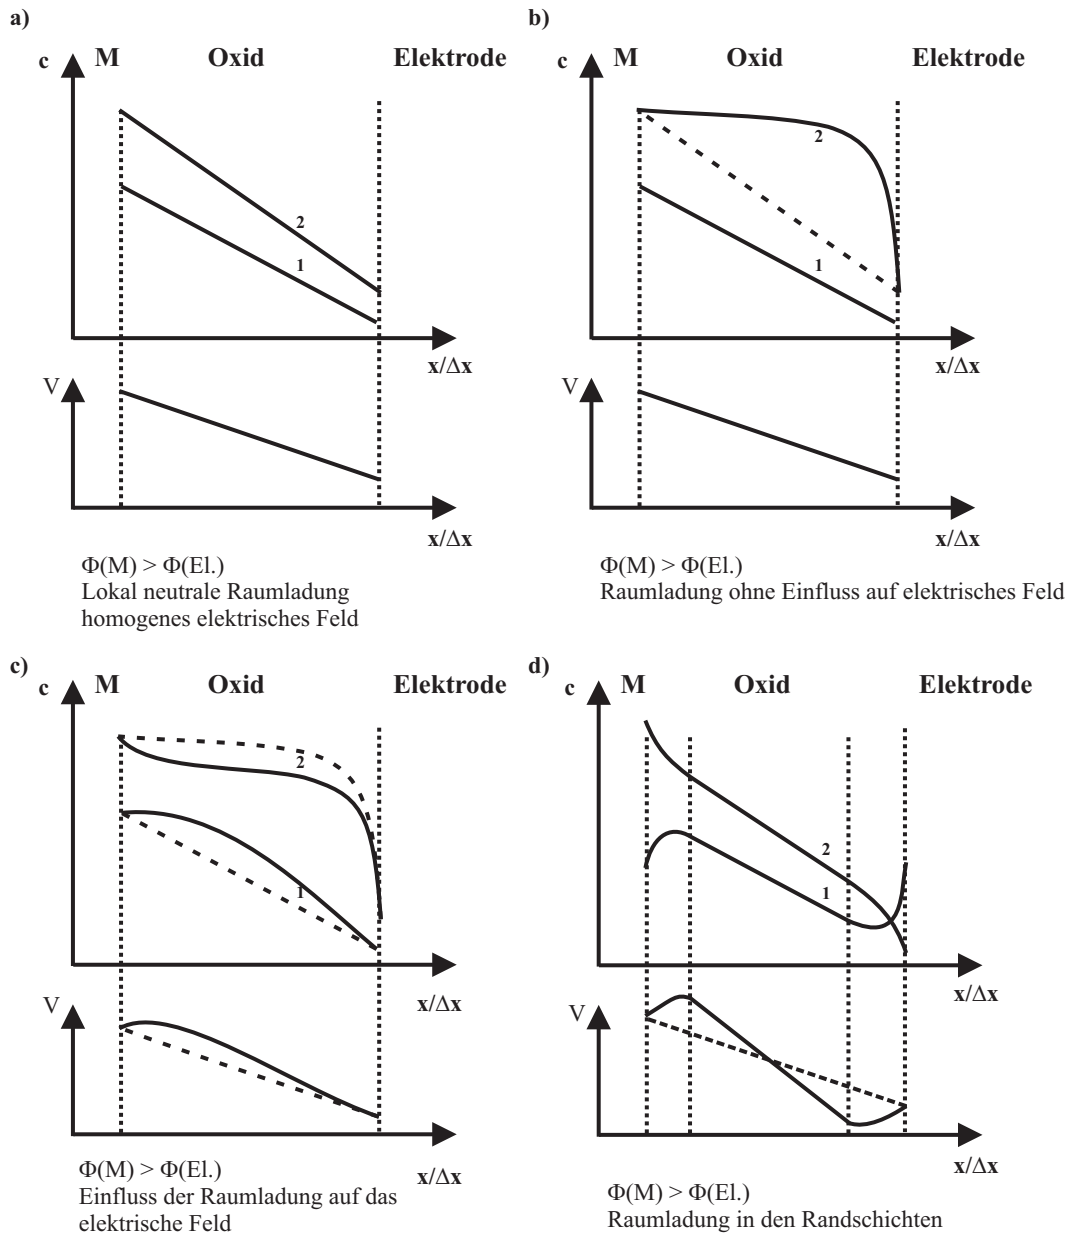 a)
c M Oxid Elektrode
2
1
x/Δx
V
x/Δx
Φ(M) > Φ(El.)
Lokal neutrale Raumladung
homogenes elektrisches Feld
b)
c M Oxid Elektrode
2
1
x/Δx
V
x/Δx
Φ(M) > Φ(El.)
Raumladung ohne Einfluss auf elektrisches Feld
c)
c M Oxid Elektrode
2
1
x/Δx
V
x/Δx
Φ(M) > Φ(El.)
Einfluss der Raumladung auf das
elektrische Feld
d)
c M Oxid Elektrode
2
1
x/Δx
V
x/Δx
Φ(M) > Φ(El.)
Raumladung in den Randschichten